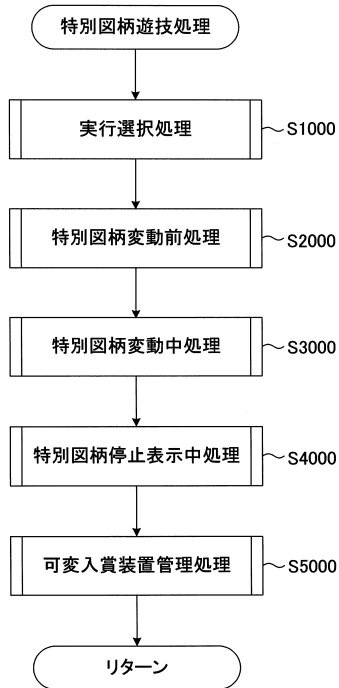 特別図柄遊技処理
実行選択処理 S1000
特別図柄変動前処理 S2000
特別図柄変動中処理 S3000
特別図柄停止表示中処理 S4000
可変入賞装置管理処理 S5000
リターン